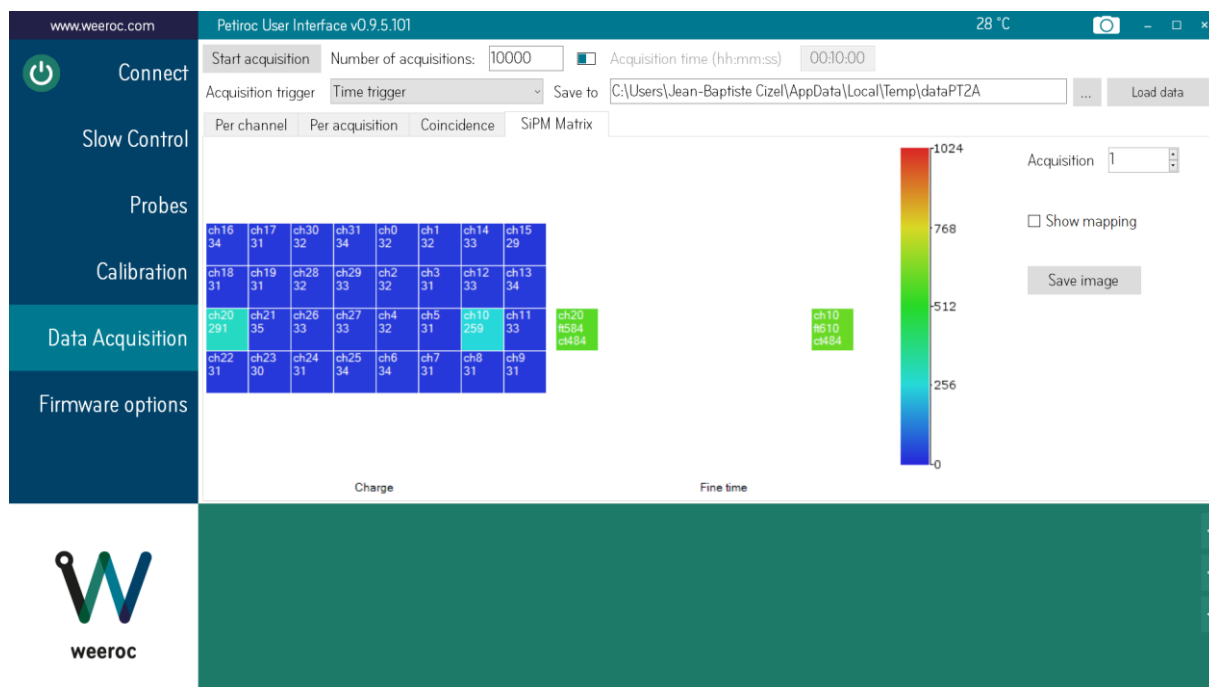 www.weeroc.com
Petiroc User Interface v0.9.5.101
28 °C
Connect
Slow Control
Probes
Calibration
Data Acquisition
Firmware options
Start acquisition Number of acquisitions: 10000 Acquisition time (hh:mm:ss) 00:10:00
Acquisition trigger Time trigger Save to C:\Users\Jean-Baptiste Cizel\AppData\Local\Temp\dataPT2A ... Load data
Per channel Per acquisition Coincidence SiPM Matrix
ch16 ch17 ch30 ch31 ch0 ch1 ch14 ch15
34 31 32 34 32 32 33 29
ch18 ch19 ch28 ch29 ch2 ch3 ch12 ch13
31 31 32 33 32 31 33 34
ch20 ch21 ch26 ch27 ch4 ch5 ch10 ch11
291 35 33 33 32 31 259 33
ch22 ch23 ch24 ch25 ch6 ch7 ch8 ch9
31 30 31 34 34 31 31 31
Charge
ch20 ch10
ft584 ft610
ct484 ct484
Fine time
1024
768
512
256
0
Acquisition 1
Show mapping
Save image
weeroc